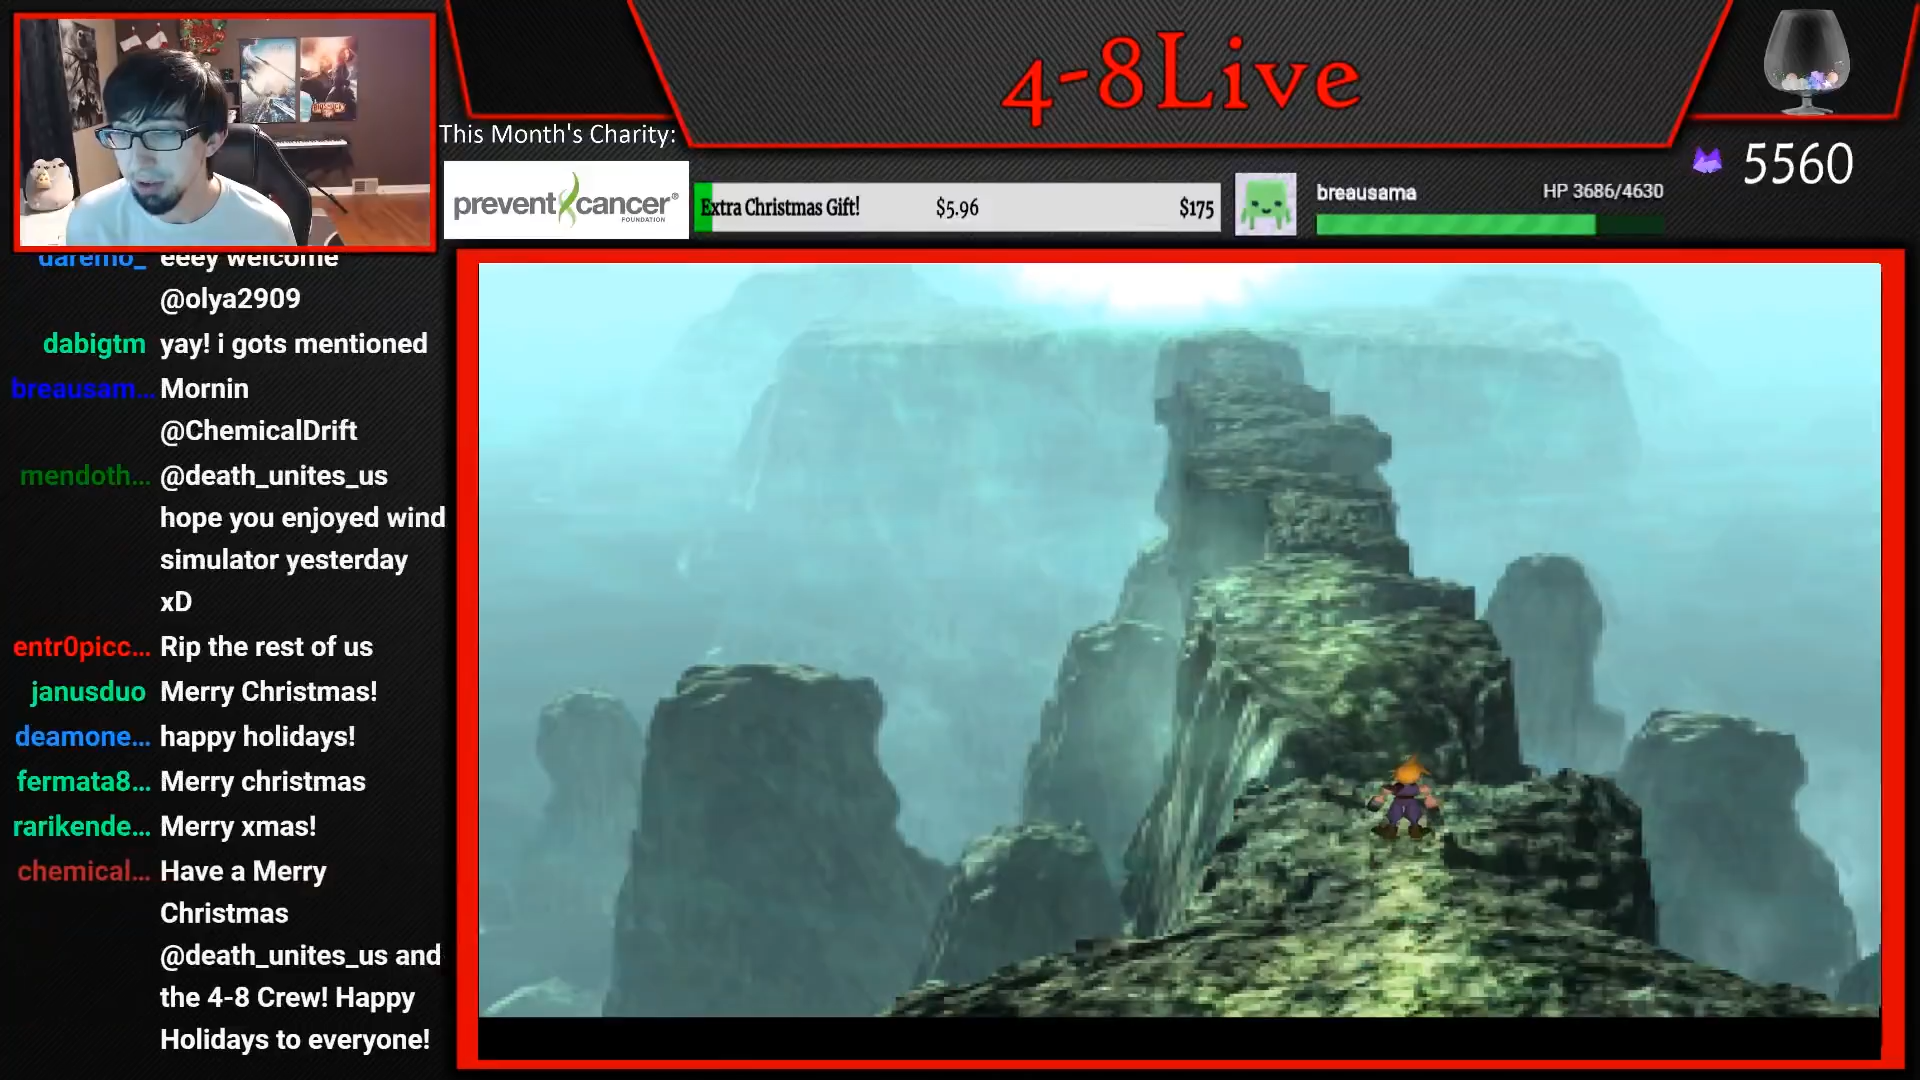 4-8Live
This Month's Charity:
prevent cancer®
FOUNDATION
Extra Christmas Gift! $5.96 $175
breausama HP 3686/4630
5560
daremo_ eeey welcome
@olya2909
dabigtm yay! i gots mentioned
breausam... Mornin
@ChemicalDrift
mendoth... @death_unites_us
hope you enjoyed wind
simulator yesterday
xD
entr0picc... Rip the rest of us
janusduo Merry Christmas!
deamone... happy holidays!
fermata8... Merry christmas
rarikende... Merry xmas!
chemical... Have a Merry
Christmas
@death_unites_us and
the 4-8 Crew! Happy
Holidays to everyone!